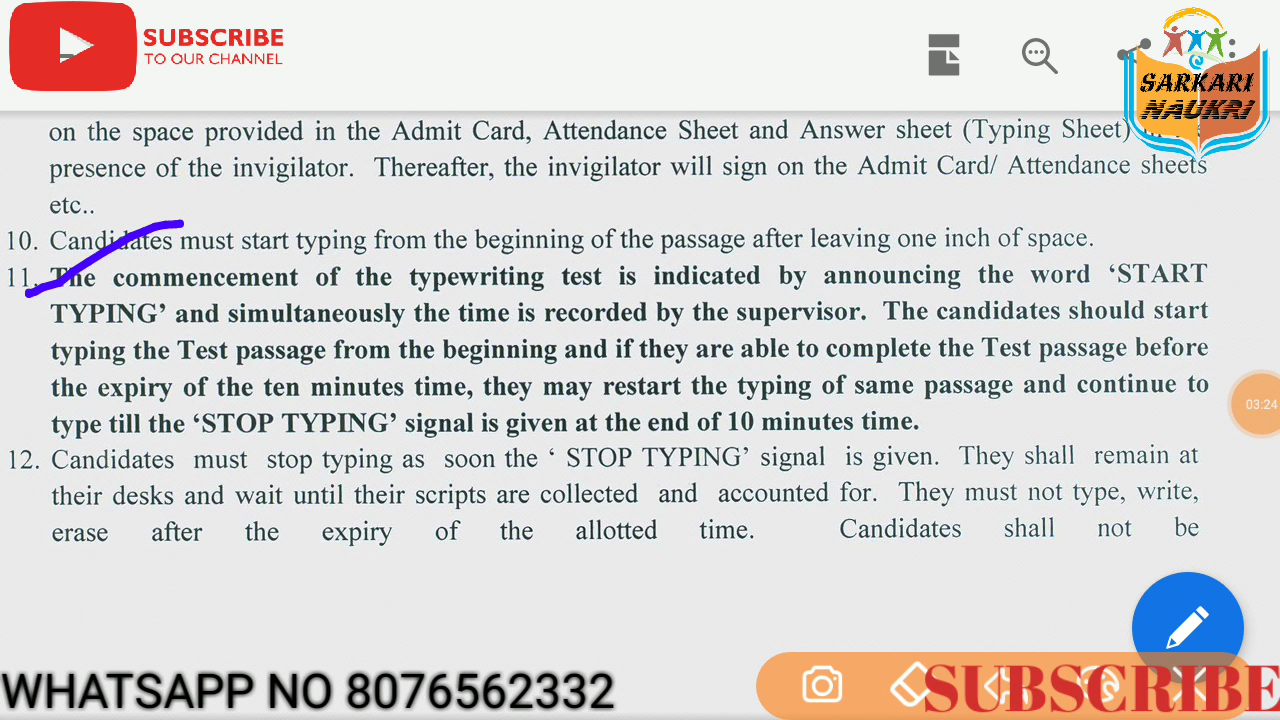 SUBSCRIBE
TO OUR CHANNEL
SARKARI
NAUKRI
on the space provided in the Admit Card, Attendance Sheet and Answer sheet (Typing Sheet)
presence of the invigilator. Thereafter, the invigilator will sign on the Admit Card/ Attendance sheets
etc..
10. Candidates must start typing from the beginning of the passage after leaving one inch of space.
11. The commencement of the typewriting test is indicated by announcing the word ‘START
TYPING’ and simultaneously the time is recorded by the supervisor. The candidates should start
typing the Test passage from the beginning and if they are able to complete the Test passage before
the expiry of the ten minutes time, they may restart the typing of same passage and continue to
type till the ‘STOP TYPING’ signal is given at the end of 10 minutes time.
03:24
12. Candidates must stop typing as soon the ‘ STOP TYPING’ signal is given. They shall remain at
their desks and wait until their scripts are collected and accounted for. They must not type, write,
erase after the expiry of the allotted time. Candidates shall not be
WHATSAPP NO 8076562332
SUBSCRIBE